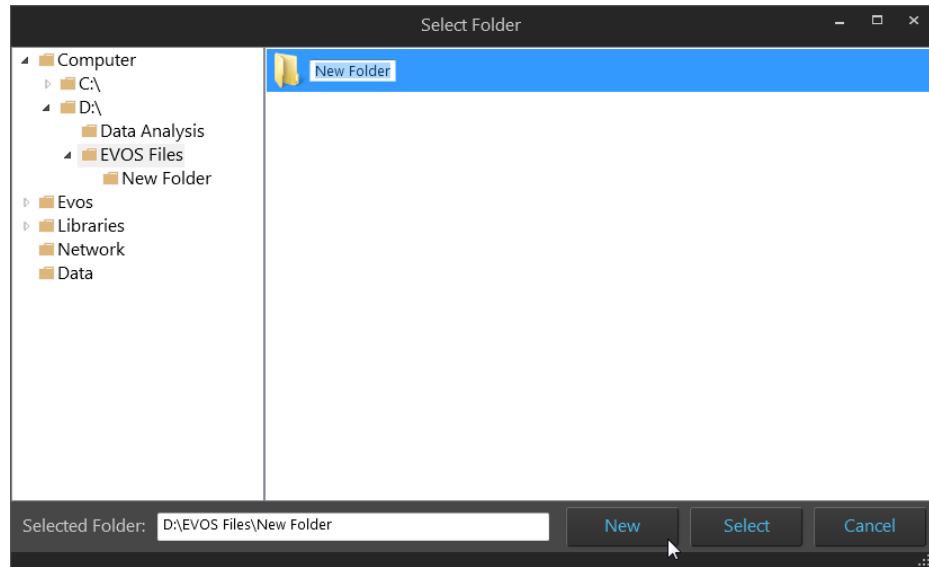 Select Folder
Computer
C:\
D:\
Data Analysis
EVOS Files
New Folder
Evos
Libraries
Network
Data
New Folder
Selected Folder: D:\EVOS Files\New Folder New Select Cancel